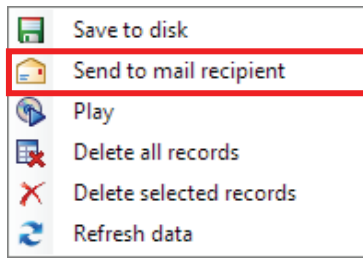 Save to disk
Send to mail recipient
Play
Delete all records
Delete selected records
Refresh data